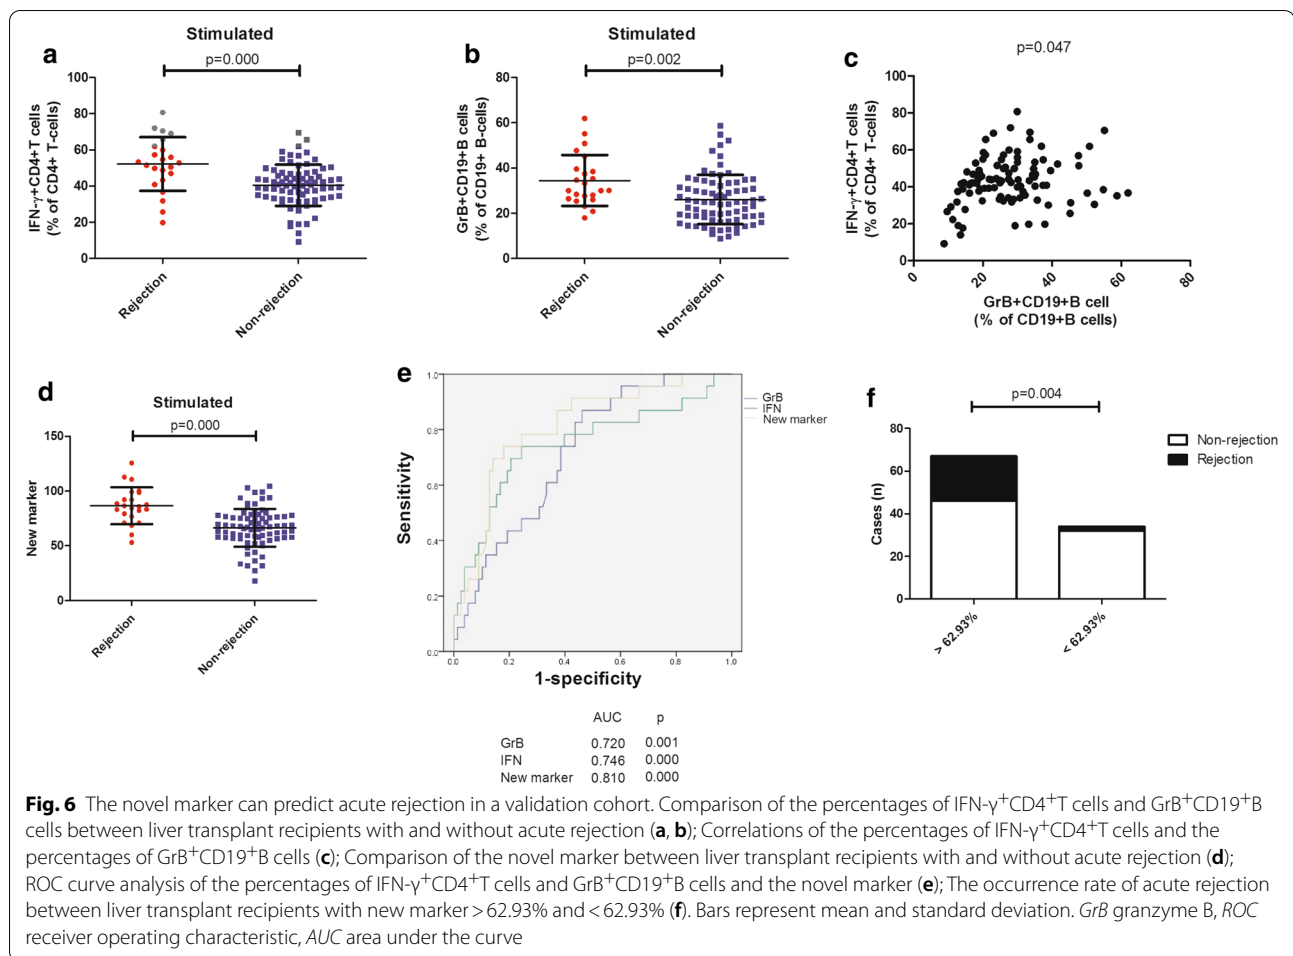 a
Stimulated
p=0.000
IFN-γ+CD4+T cells
(% of CD4+ T-cells)
100
80
60
40
20
0
Rejection
Non-rejection
b
Stimulated
p=0.002
GrB+CD19+B cells
(% of CD19+ B-cells)
80
60
40
20
0
Rejection
Non-rejection
c
p=0.047
IFN-γ+CD4+T cells
(% of CD4+ T-cells)
100
80
60
40
20
0
0
20
40
60
80
GrB+CD19+B cell
(% of CD19+B cells)
d
Stimulated
p=0.000
New marker
150
100
50
0
Rejection
Non-rejection
e
Sensitivity
1.0
0.8
0.6
0.4
0.2
0.0
0.0
0.2
0.4
0.6
0.8
1.0
1-specificity
GrB
IFN
New marker
AUC p
GrB 0.720 0.001
IFN 0.746 0.000
New marker 0.810 0.000
f
p=0.004
Cases (n)
80
60
40
20
0
> 62.93%
< 62.93%
Non-rejection
Rejection
Fig. 6 The novel marker can predict acute rejection in a validation cohort. Comparison of the percentages of IFN-γ+CD4+T cells and GrB+CD19+B
cells between liver transplant recipients with and without acute rejection (a, b); Correlations of the percentages of IFN-γ+CD4+T cells and the
percentages of GrB+CD19+B cells (c); Comparison of the novel marker between liver transplant recipients with and without acute rejection (d);
ROC curve analysis of the percentages of IFN-γ+CD4+T cells and GrB+CD19+B cells and the novel marker (e); The occurrence rate of acute rejection
between liver transplant recipients with new marker > 62.93% and < 62.93% (f). Bars represent mean and standard deviation. GrB granzyme B, ROC
receiver operating characteristic, AUC area under the curve